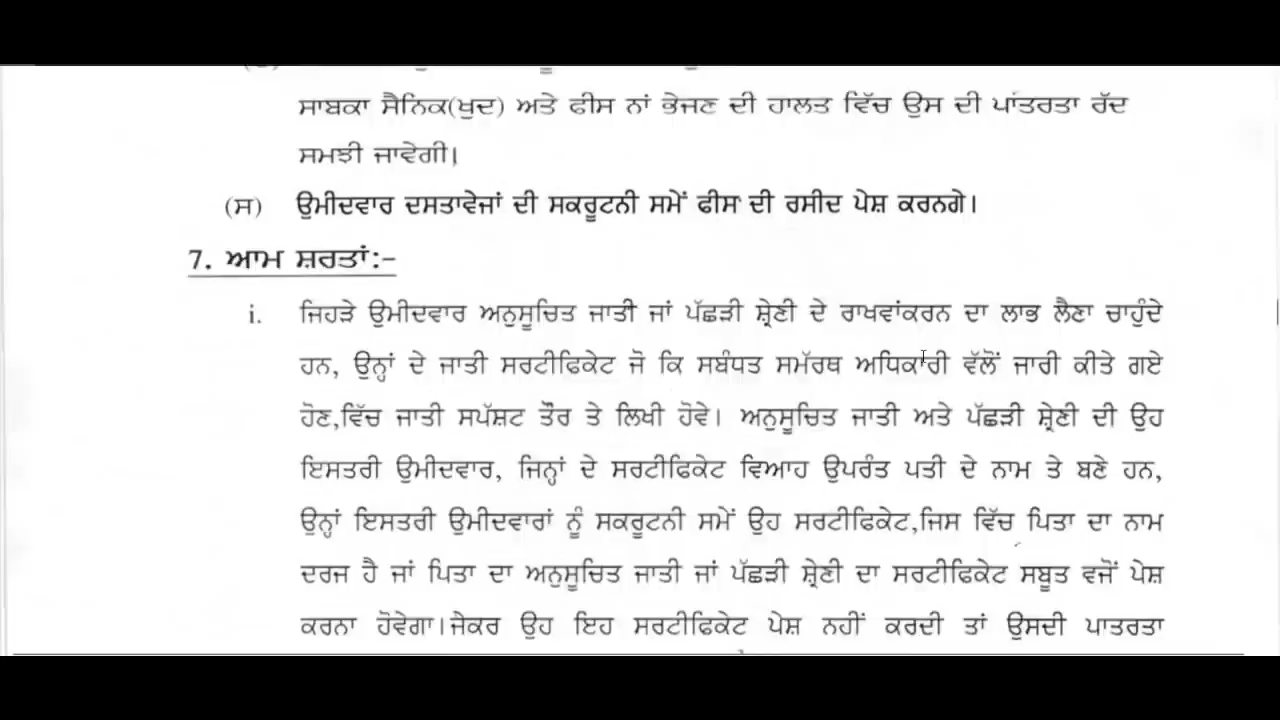 ਸਾਬਕਾ ਸੈਨਿਕ(ਖੁਦ) ਅਤੇ ਫੀਸ ਨਾਂ ਭੇਜਣ ਦੀ ਹਾਲਤ ਵਿੱਚ ਉਸ ਦੀ ਪਾਂਤਰਤਾ ਰੱਦ
ਸਮਝੀ ਜਾਵੇਗੀ।
(ਸ) ਉਮੀਦਵਾਰ ਦਸਤਾਵੇਜਾਂ ਦੀ ਸਕਰੂਟਨੀ ਸਮੇਂ ਫੀਸ ਦੀ ਰਸੀਦ ਪੇਸ਼ ਕਰਨਗੇ।
7. ਆਮ ਸ਼ਰਤਾਂ:-
i. ਜਿਹੜੇ ਉਮੀਦਵਾਰ ਅਨੁਸੂਚਿਤ ਜਾਤੀ ਜਾਂ ਪੱਛੜੀ ਸ਼੍ਰੇਣੀ ਦੇ ਰਾਖਵਾਂਕਰਨ ਦਾ ਲਾਭ ਲੈਣਾ ਚਾਹੁੰਦੇ
ਹਨ, ਉਨ੍ਹਾਂ ਦੇ ਜਾਤੀ ਸਰਟੀਫਿਕੇਟ ਜੋ ਕਿ ਸਬੰਧਤ ਸਮੱਰਥ ਅਧਿਕਾਰੀ ਵੱਲੋਂ ਜਾਰੀ ਕੀਤੇ ਗਏ
ਹੋਣ,ਵਿੱਚ ਜਾਤੀ ਸਪੱਸ਼ਟ ਤੌਰ ਤੇ ਲਿਖੀ ਹੋਵੇ। ਅਨੁਸੂਚਿਤ ਜਾਤੀ ਅਤੇ ਪੱਛੜੀ ਸ਼੍ਰੇਣੀ ਦੀ ਉਹ
ਇਸਤਰੀ ਉਮੀਦਵਾਰ, ਜਿਨ੍ਹਾਂ ਦੇ ਸਰਟੀਫਿਕੇਟ ਵਿਆਹ ਉਪਰੰਤ ਪਤੀ ਦੇ ਨਾਮ ਤੇ ਬਣੇ ਹਨ,
ਉਨ੍ਹਾਂ ਇਸਤਰੀ ਉਮੀਦਵਾਰਾਂ ਨੂੰ ਸਕਰੂਟਨੀ ਸਮੇਂ ਉਹ ਸਰਟੀਫਿਕੇਟ,ਜਿਸ ਵਿੱਚ ਪਿਤਾ ਦਾ ਨਾਮ
ਦਰਜ ਹੈ ਜਾਂ ਪਿਤਾ ਦਾ ਅਨੁਸੂਚਿਤ ਜਾਤੀ ਜਾਂ ਪੱਛੜੀ ਸ਼੍ਰੇਣੀ ਦਾ ਸਰਟੀਫਿਕੇਟ ਸਬੂਤ ਵਜੋਂ ਪੇਸ਼
ਕਰਨਾ ਹੋਵੇਗਾ।ਜੇਕਰ ਉਹ ਇਹ ਸਰਟੀਫਿਕੇਟ ਪੇਸ਼ ਨਹੀਂ ਕਰਦੀ ਤਾਂ ਉਸਦੀ ਪਾਤਰਤਾ